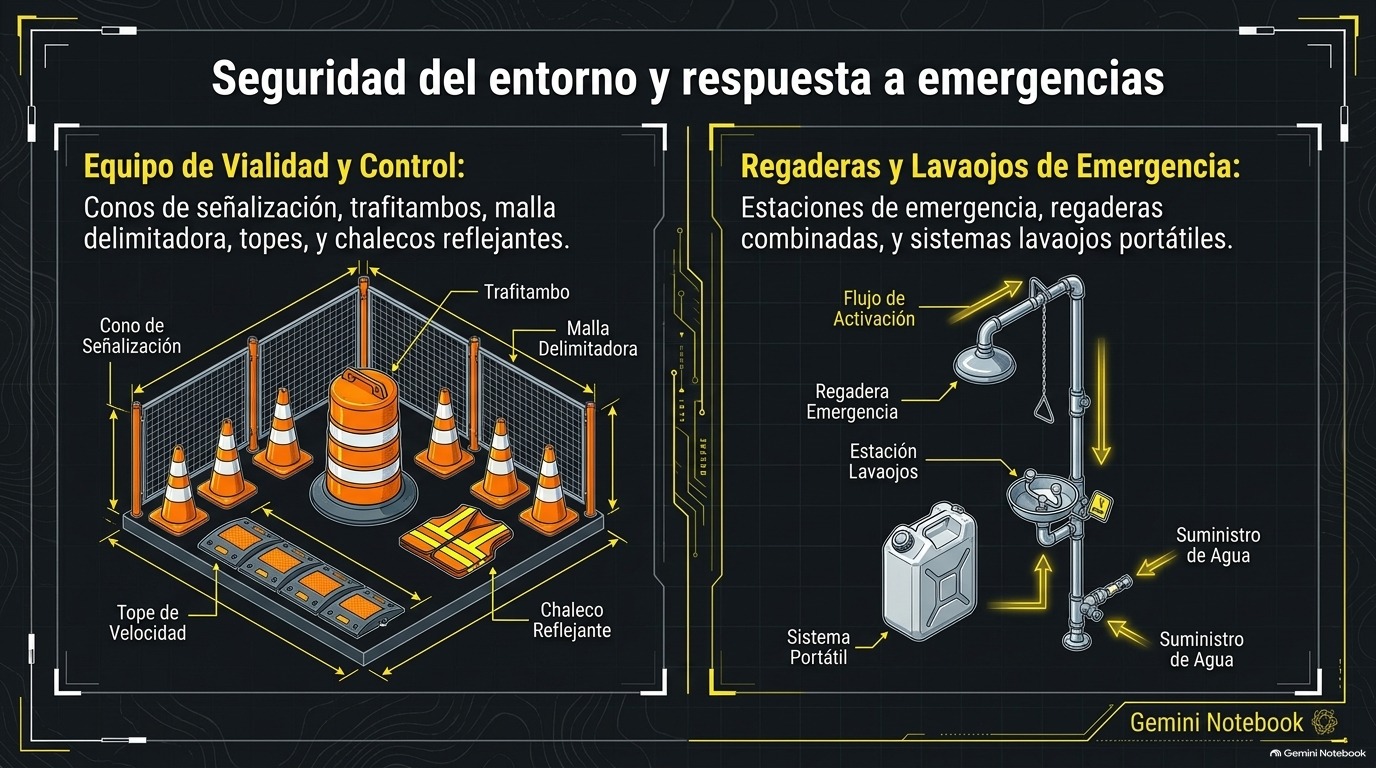 Seguridad del entorno y respuesta a emergencias
Equipo de Vialidad y Control:
Conos de señalización, trafitambos, malla
delimitadora, topes, y chalecos reflejantes.
Trafitambo
Cono de
Señalización
Malla
Delimitadora
Tope de
Velocidad
Chaleco
Reflejante
Regaderas y Lavaojos de Emergencia:
Estaciones de emergencia, regaderas
combinadas, y sistemas lavaojos portátiles.
Flujo de
Activación
Regadera
Emergencia
Estación
Lavaojos
Suministro
de Agua
Sistema
Portátil
Suministro
de Agua
Gemini Notebook
Gemini Notebook